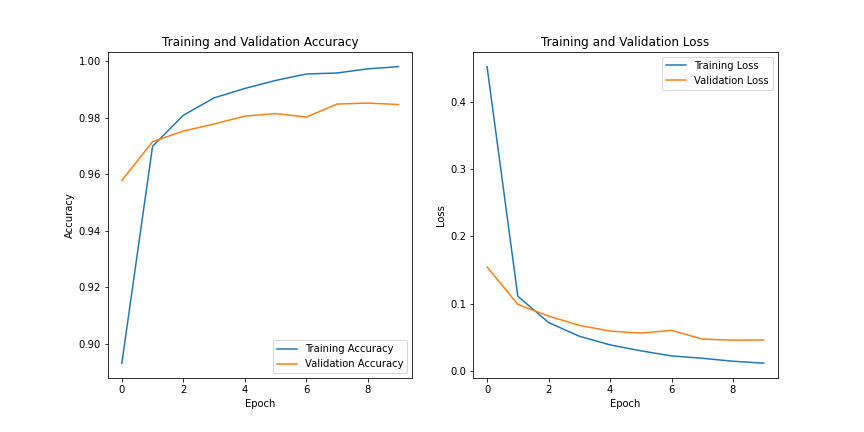 Training and Validation Accuracy
1.00
0.98
0.96
0.94
0.92
0.90
Accuracy
Training Accuracy
Validation Accuracy
0 2 4 6 8
Epoch
Training and Validation Loss
Training Loss
Validation Loss
0.4
0.3
0.2
0.1
0.0
Loss
0 2 4 6 8
Epoch